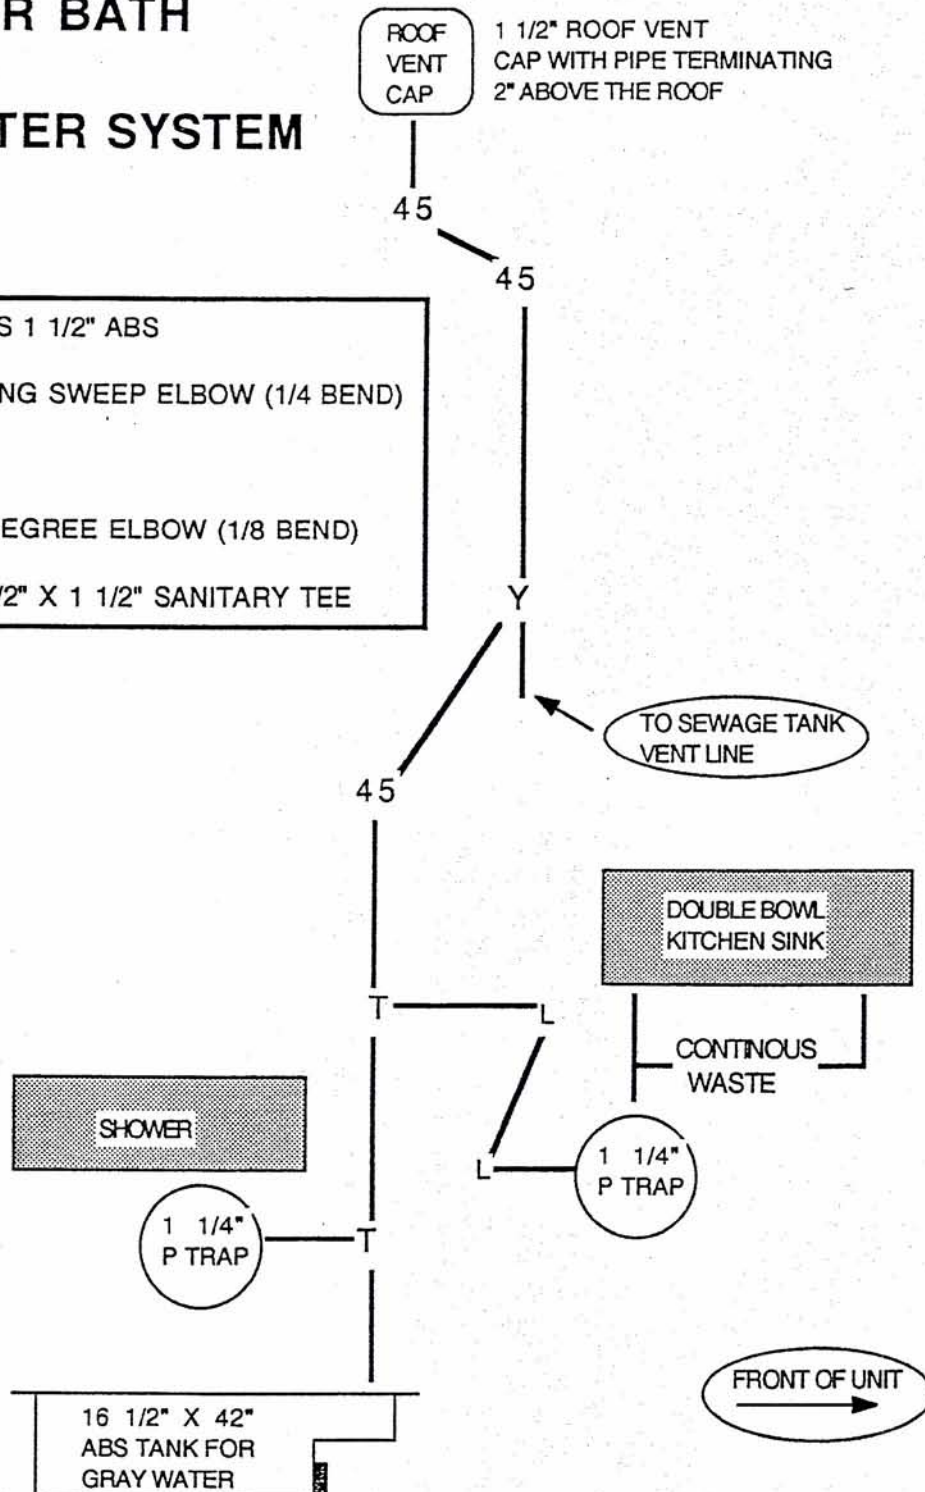 R BATH
TER SYSTEM
ROOF
VENT
CAP
1 1/2" ROOF VENT
CAP WITH PIPE TERMINATING
2" ABOVE THE ROOF
45
45
S 1 1/2" ABS
NG SWEEP ELBOW (1/4 BEND)
EGREE ELBOW (1/8 BEND)
/2" X 1 1/2" SANITARY TEE
Y
TO SEWAGE TANK
VENT LINE
45
DOUBLE BOWL
KITCHEN SINK
T
L
CONTINOUS
WASTE
SHOWER
L
1 1/4"
P TRAP
1 1/4"
P TRAP
T
FRONT OF UNIT
16 1/2" X 42"
ABS TANK FOR
GRAY WATER